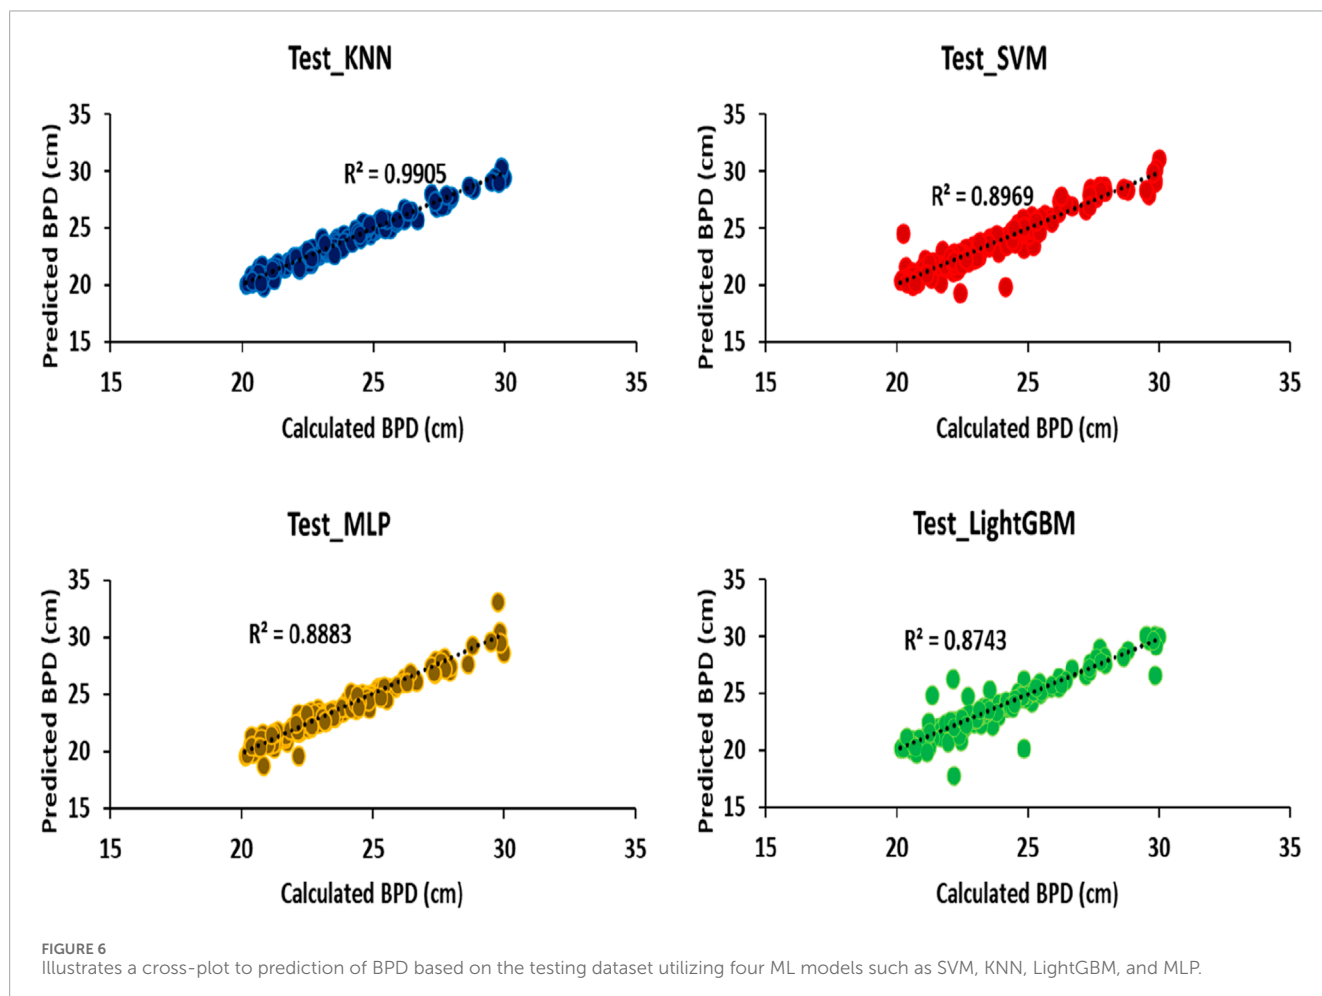 Test_KNN
35
30
25
20
15
Predicted BPD (cm)
R² = 0.9905
15 20 25 30 35
Calculated BPD (cm)
Test_SVM
35
30
25
20
15
Predicted BPD (cm)
R² = 0.8969
15 20 25 30 35
Calculated BPD (cm)
Test_MLP
35
30
25
20
15
Predicted BPD (cm)
R² = 0.8883
15 20 25 30 35
Calculated BPD (cm)
Test_LightGBM
35
30
25
20
15
Predicted BPD (cm)
R² = 0.8743
15 20 25 30 35
Calculated BPD (cm)
FIGURE 6
Illustrates a cross-plot to prediction of BPD based on the testing dataset utilizing four ML models such as SVM, KNN, LightGBM, and MLP.